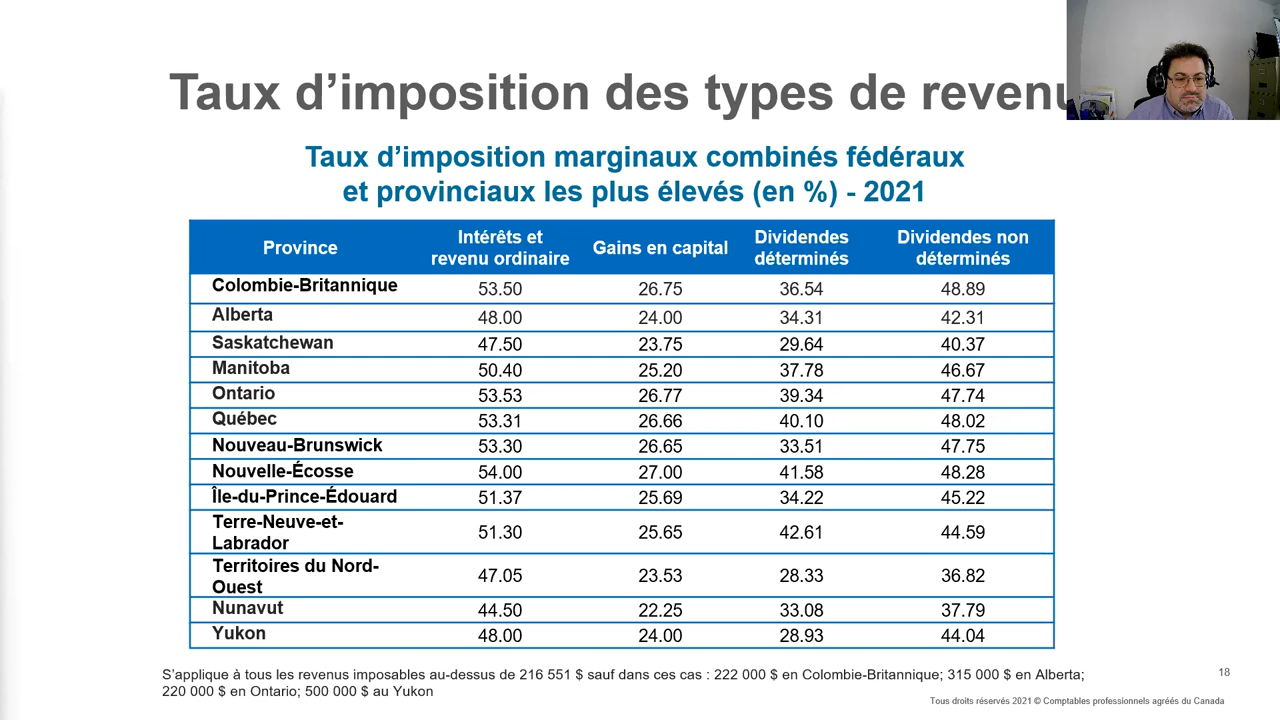 Taux d’imposition des types de revenu
Taux d’imposition marginaux combinés fédéraux
et provinciaux les plus élevés (en %) - 2021
Province Intérêts et revenu ordinaire Gains en capital Dividendes déterminés Dividendes non déterminés
Colombie-Britannique 53.50 26.75 36.54 48.89
Alberta 48.00 24.00 34.31 42.31
Saskatchewan 47.50 23.75 29.64 40.37
Manitoba 50.40 25.20 37.78 46.67
Ontario 53.53 26.77 39.34 47.74
Québec 53.31 26.66 40.10 48.02
Nouveau-Brunswick 53.30 26.65 33.51 47.75
Nouvelle-Écosse 54.00 27.00 41.58 48.28
Île-du-Prince-Édouard 51.37 25.69 34.22 45.22
Terre-Neuve-et-
Labrador 51.30 25.65 42.61 44.59
Territoires du Nord-
Ouest 47.05 23.53 28.33 36.82
Nunavut 44.50 22.25 33.08 37.79
Yukon 48.00 24.00 28.93 44.04
S’applique à tous les revenus imposables au-dessus de 216 551 $ sauf dans ces cas : 222 000 $ en Colombie-Britannique; 315 000 $ en Alberta;
220 000 $ en Ontario; 500 000 $ au Yukon
18
Tous droits réservés 2021 © Comptables professionnels agréés du Canada